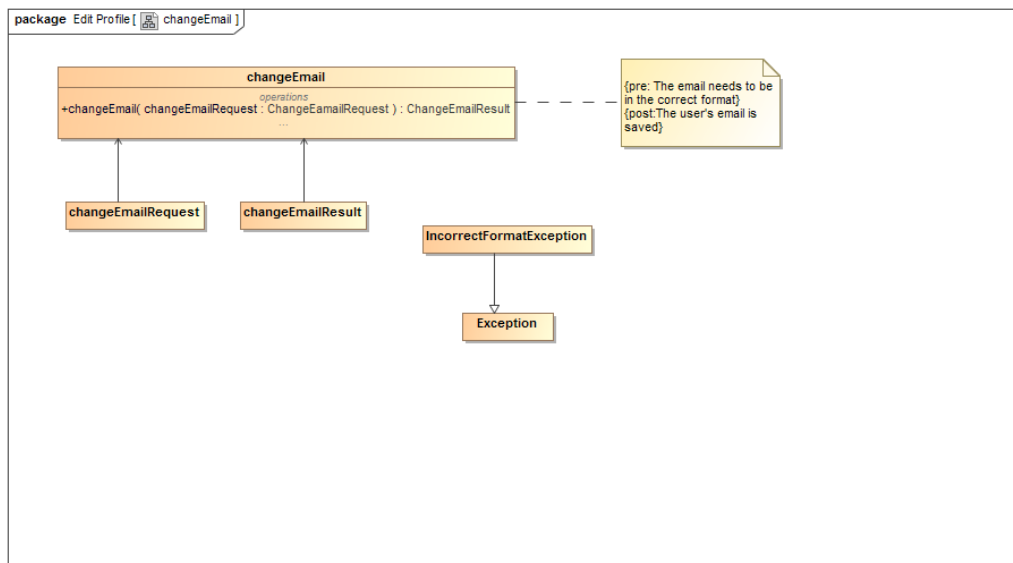 package Edit Profile [ changeEmail ]
changeEmail
operations
+changeEmail( changeEmailRequest : ChangeEamailRequest ) : ChangeEmailResult
...
{pre: The email needs to be
in the correct format}
{post:The user's email is
saved}
changeEmailRequest
changeEmailResult
IncorrectFormatException
Exception